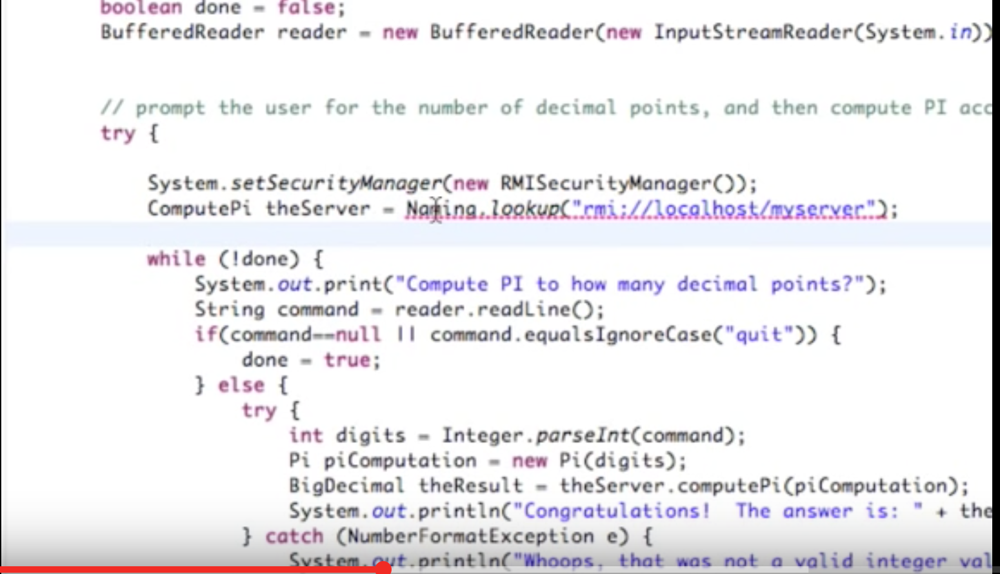 boolean done = false;
BufferedReader reader = new BufferedReader(new InputStreamReader(System.in))
// prompt the user for the number of decimal points, and then compute PI acc
try {
System.setSecurityManager(new RMISecurityManager());
ComputePi theServer = Naming.lookup("rmi://localhost/myserver");
while (!done) {
System.out.print("Compute PI to how many decimal points?");
String command = reader.readLine();
if(command==null || command.equalsIgnoreCase("quit")) {
done = true;
} else {
try {
int digits = Integer.parseInt(command);
Pi piComputation = new Pi(digits);
BigDecimal theResult = theServer.computePi(piComputation);
System.out.println("Congratulations!  The answer is: " + the
} catch (NumberFormatException e) {
System.out.println("Whoops, that was not a valid integer val